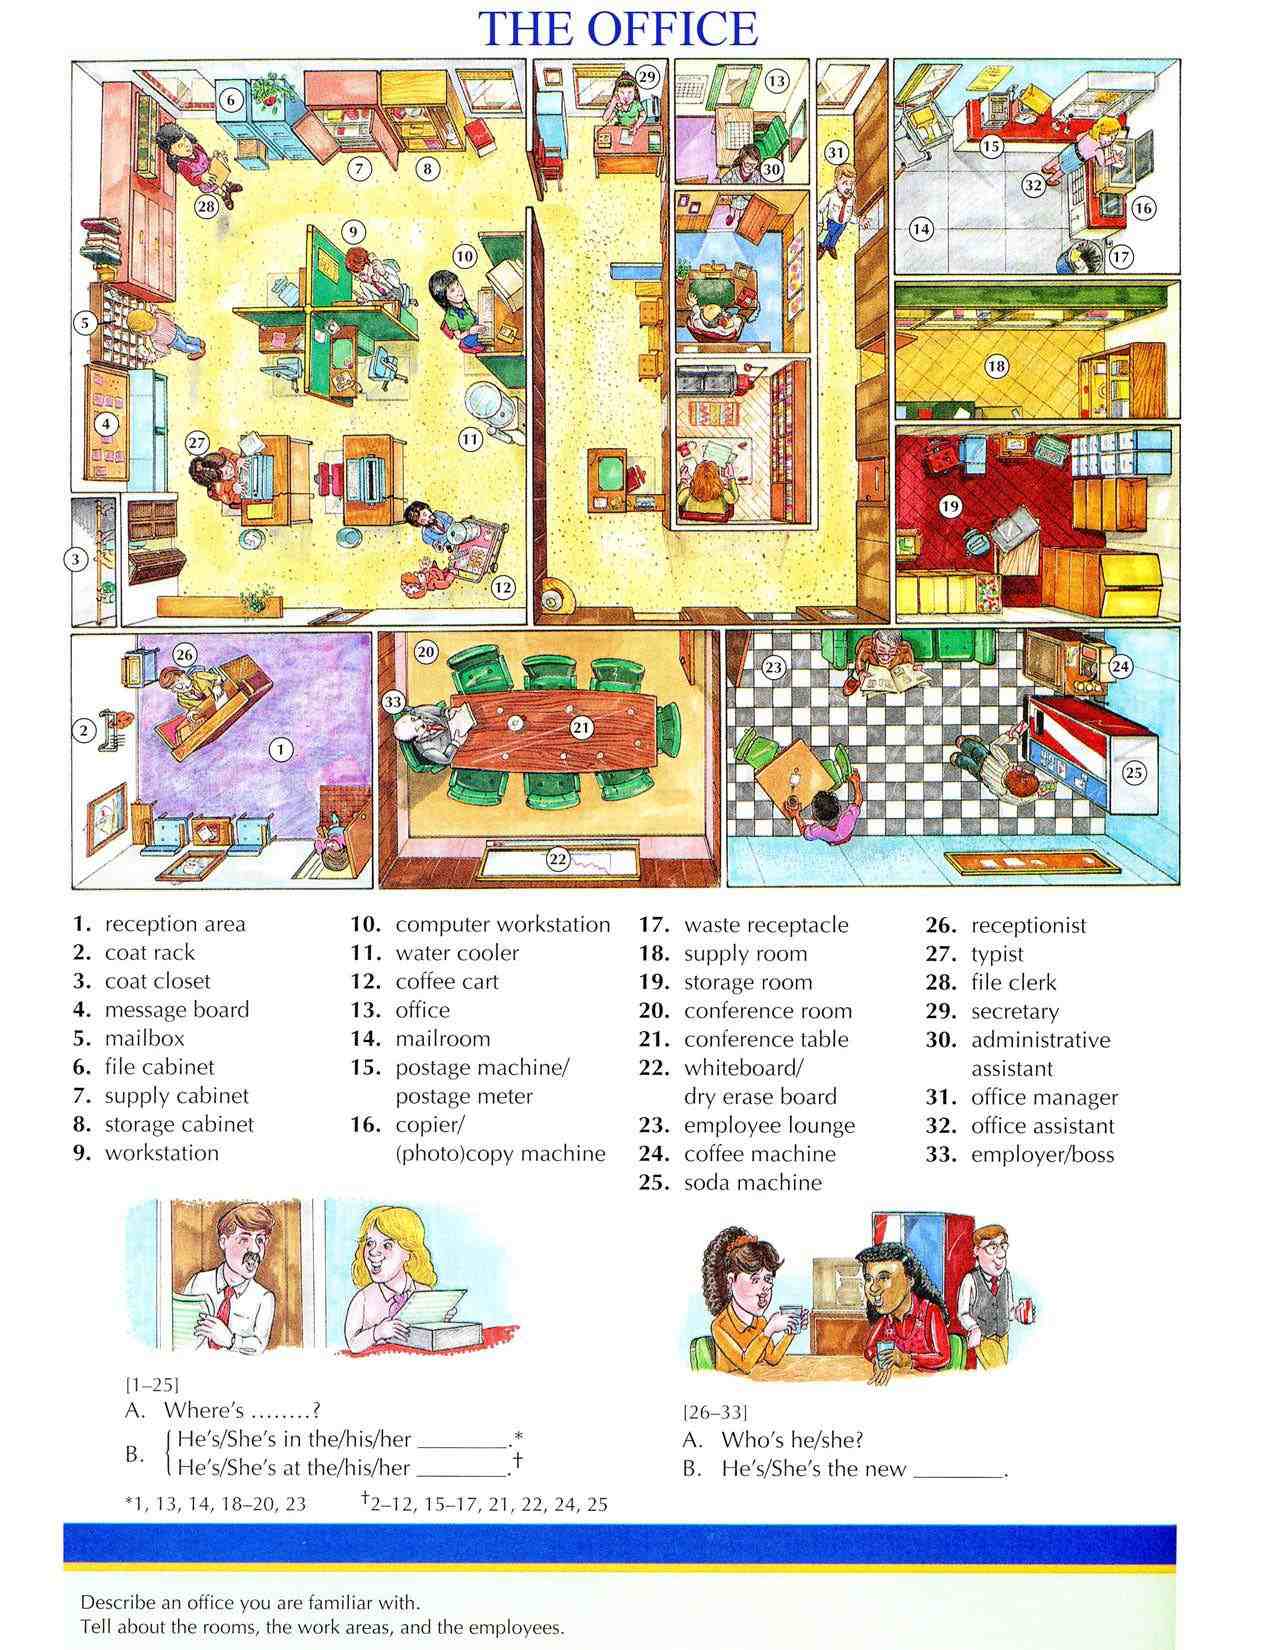 THE OFFICE
29
13
6
31
15
7
8
30
32
28
16
14
9
10
17
5
18
11
4
27
19
3
12
20
26
23
24
33
2
21
1
25
22
1. reception area
2. coat rack
3. coat closet
4. message board
5. mailbox
6. file cabinet
7. supply cabinet
8. storage cabinet
9. workstation
10. computer workstation
11. water cooler
12. coffee cart
13. office
14. mailroom
15. postage machine/
postage meter
16. copier/
(photo)copy machine
17. waste receptacle
18. supply room
19. storage room
20. conference room
21. conference table
22. whiteboard/
dry erase board
23. employee lounge
24. coffee machine
25. soda machine
26. receptionist
27. typist
28. file clerk
29. secretary
30. administrative
assistant
31. office manager
32. office assistant
33. employer/boss
[1–25]
A. Where's ........?
B. He's/She's in the/his/her ________.*
He's/She's at the/his/her ________.†
*1, 13, 14, 18–20, 23 †2–12, 15–17, 21, 22, 24, 25
[26–33]
A. Who's he/she?
B. He's/She's the new ________.
Describe an office you are familiar with.
Tell about the rooms, the work areas, and the employees.